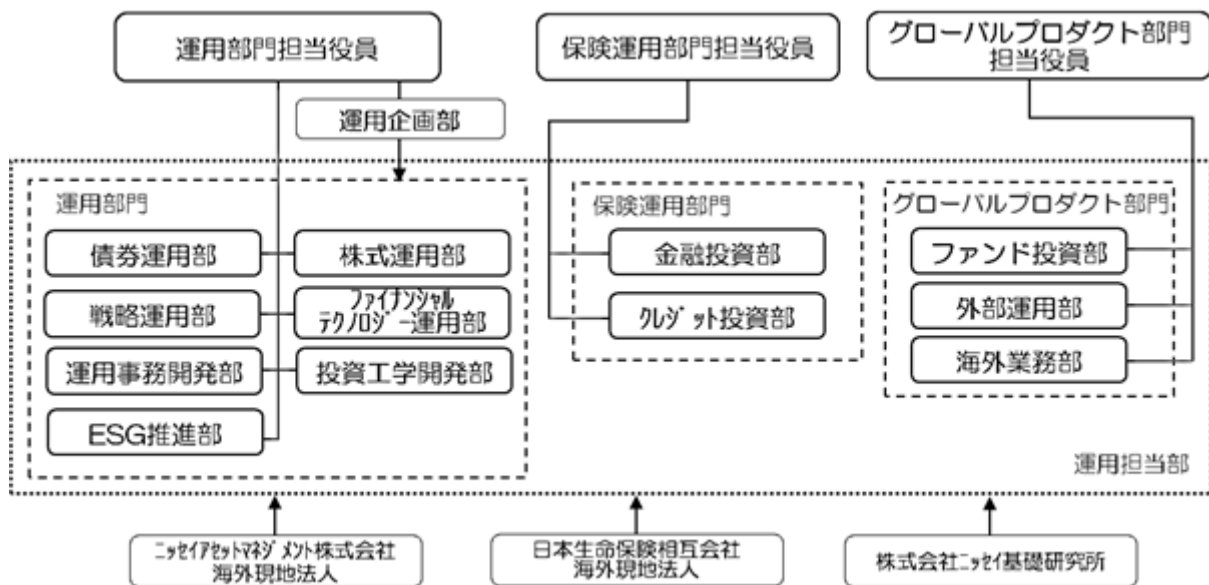 運用部門担当役員
保険運用部門担当役員
グローバルプロダクト部門
担当役員
運用企画部
運用部門
債券運用部
株式運用部
戦略運用部
ファイナンシャル
テクノロジー運用部
運用事務開発部
投資工学開発部
ESG推進部
保険運用部門
金融投資部
クレジット投資部
グローバルプロダクト部門
ファンド投資部
外部運用部
海外業務部
運用担当部
ニッセイアセットマネジメント株式会社
海外現地法人
日本生命保険相互会社
海外現地法人
株式会社ニッセイ基礎研究所